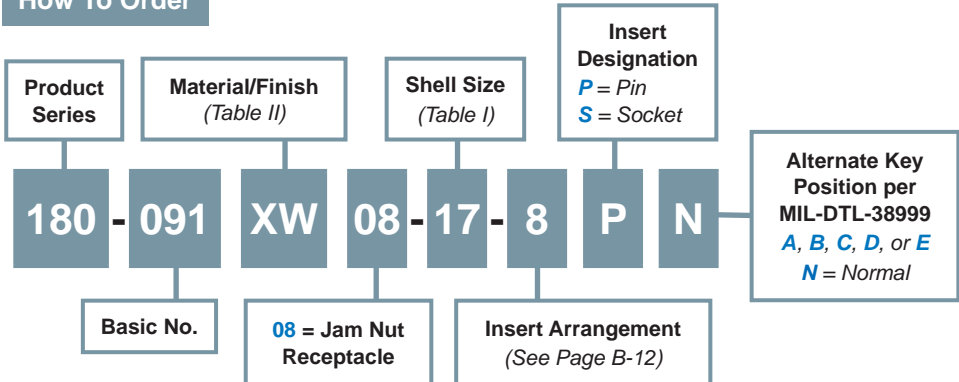 How To Order
Product
Series
Material/Finish
(Table II)
Shell Size
(Table I)
Insert
Designation
P = Pin
S = Socket
180 - 091 XW 08 - 17 - 8 P N
Alternate Key
Position per
MIL-DTL-38999
A, B, C, D, or E
N = Normal
Basic No.
08 = Jam Nut
Receptacle
Insert Arrangement
(See Page B-12)